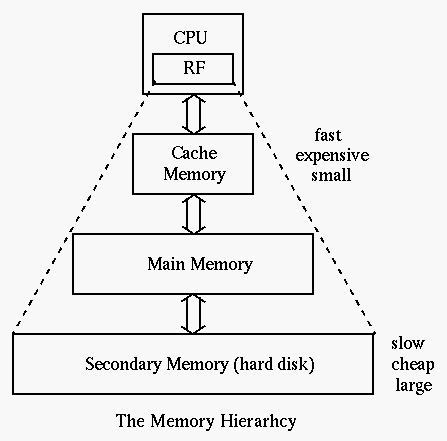 CPU
RF
Cache
Memory
fast
expensive
small
Main Memory
Secondary Memory (hard disk)
slow
cheap
large
The Memory Hierarhcy